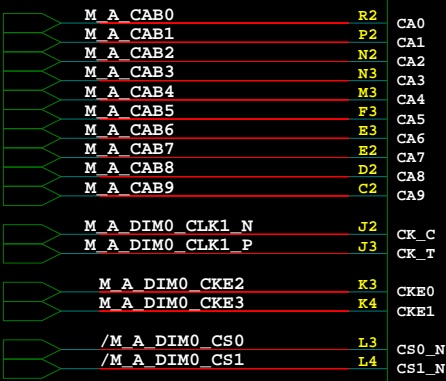 M_A_CAB0 R2 CA0
M_A_CAB1 P2 CA1
M_A_CAB2 N2 CA2
M_A_CAB3 N3 CA3
M_A_CAB4 M3 CA4
M_A_CAB5 F3 CA5
M_A_CAB6 E3 CA6
M_A_CAB7 E2 CA7
M_A_CAB8 D2 CA8
M_A_CAB9 C2 CA9
M_A_DIM0_CLK1_N J2 CK_C
M_A_DIM0_CLK1_P J3 CK_T
M_A_DIM0_CKE2 K3 CKE0
M_A_DIM0_CKE3 K4 CKE1
/M_A_DIM0_CS0 L3 CS0_N
/M_A_DIM0_CS1 L4 CS1_N